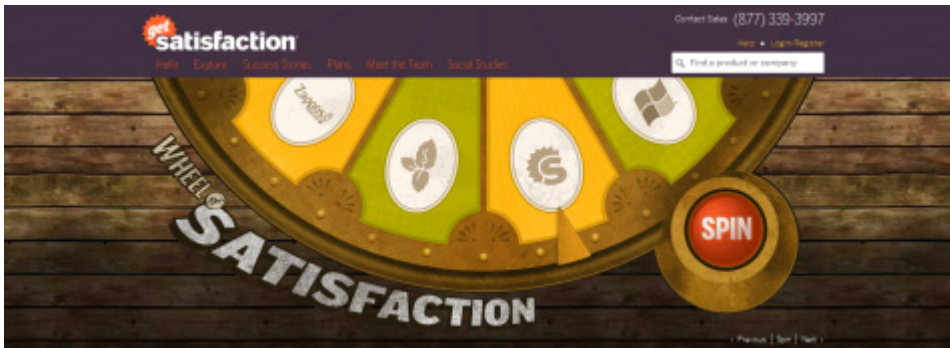 get
satisfaction
Contact Sales (877) 339-3997
Help • Login/Register
Hello Explore Success Stories Plans Meet the Team Social Studies
Find a product or company
Zappos
S
WHEEL of
SATISFACTION
SPIN
‹ Previous | Spin | Next ›